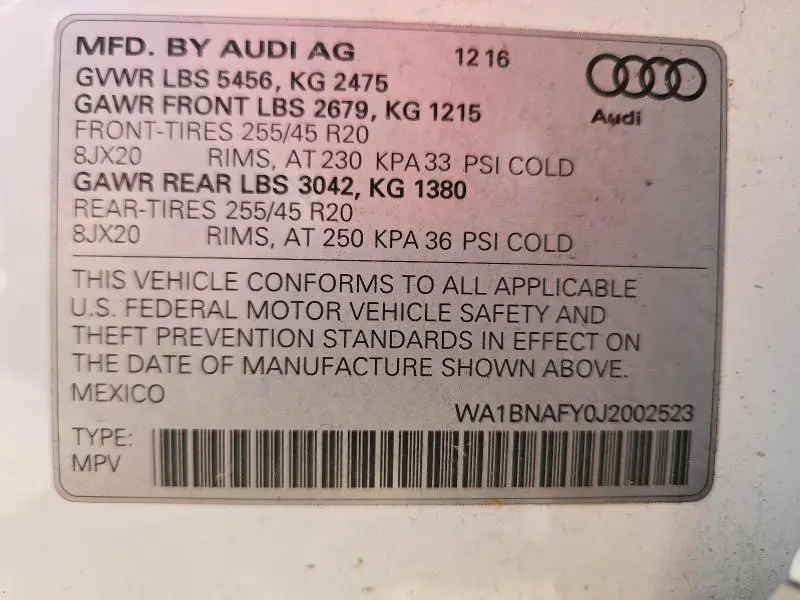 MFD. BY AUDI AG 12 16
GVWR LBS 5456, KG 2475
GAWR FRONT LBS 2679, KG 1215
FRONT-TIRES 255/45 R20
8JX20 RIMS, AT 230 KPA 33 PSI COLD
GAWR REAR LBS 3042, KG 1380
REAR-TIRES 255/45 R20
8JX20 RIMS, AT 250 KPA 36 PSI COLD
Audi
THIS VEHICLE CONFORMS TO ALL APPLICABLE
U.S. FEDERAL MOTOR VEHICLE SAFETY AND
THEFT PREVENTION STANDARDS IN EFFECT ON
THE DATE OF MANUFACTURE SHOWN ABOVE.
MEXICO
WA1BNAFY0J2002523
TYPE:
MPV